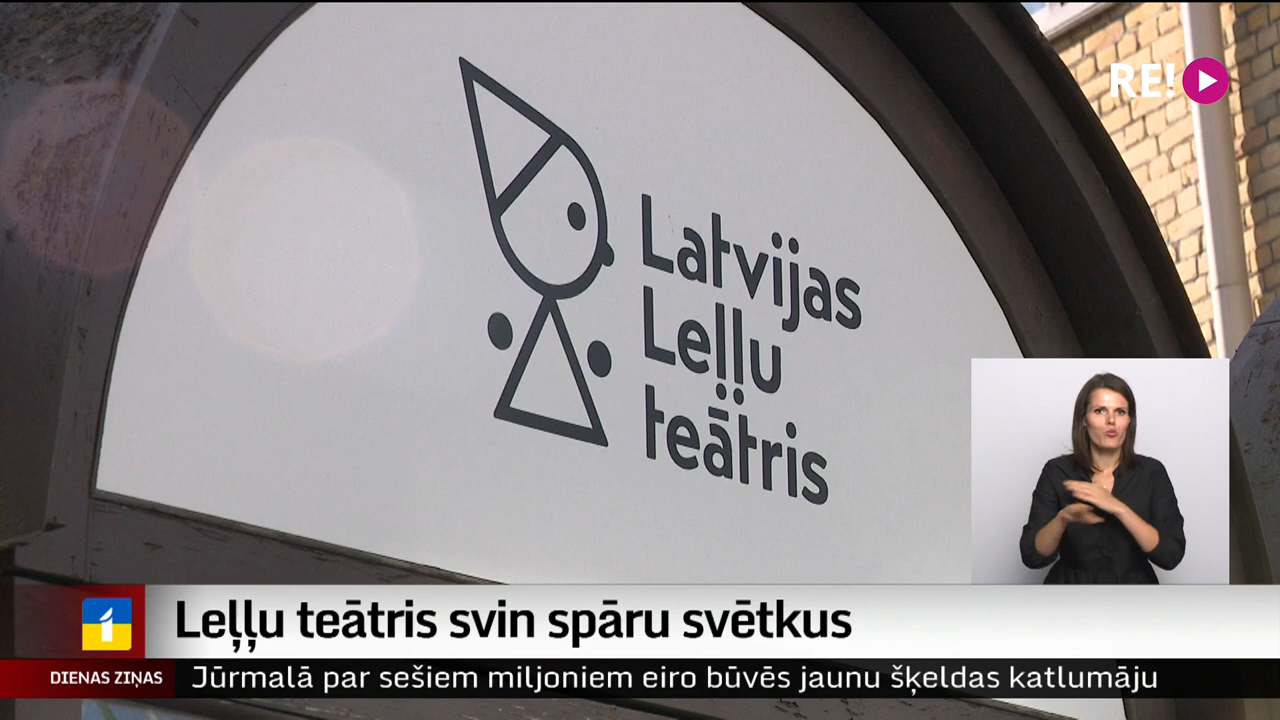 RE!
Latvijas
Leļļu
teātris
1
Leļļu teātris svin spāru svētkus
DIENAS ZIŅAS
Jūrmalā par sešiem miljoniem eiro būvēs jaunu šķeldas katlumāju